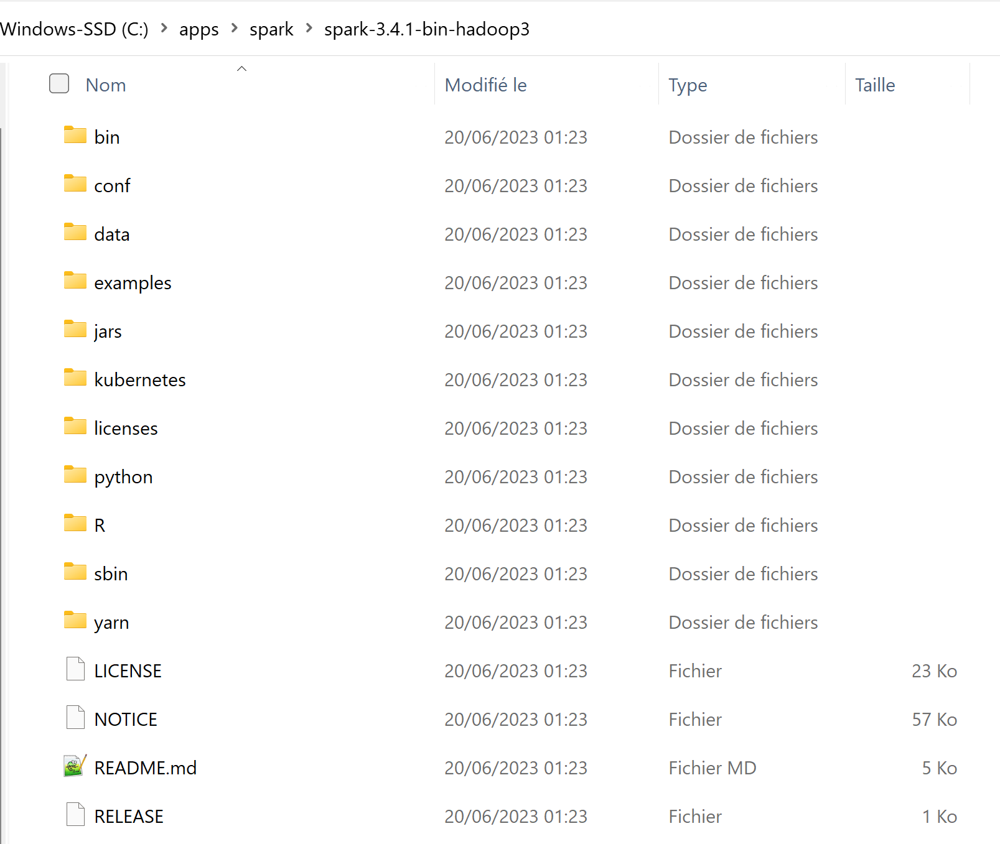 Windows-SSD (C:) > apps > spark > spark-3.4.1-bin-hadoop3
Nom Modifié le Type Taille
bin 20/06/2023 01:23 Dossier de fichiers
conf 20/06/2023 01:23 Dossier de fichiers
data 20/06/2023 01:23 Dossier de fichiers
examples 20/06/2023 01:23 Dossier de fichiers
jars 20/06/2023 01:23 Dossier de fichiers
kubernetes 20/06/2023 01:23 Dossier de fichiers
licenses 20/06/2023 01:23 Dossier de fichiers
python 20/06/2023 01:23 Dossier de fichiers
R 20/06/2023 01:23 Dossier de fichiers
sbin 20/06/2023 01:23 Dossier de fichiers
yarn 20/06/2023 01:23 Dossier de fichiers
LICENSE 20/06/2023 01:23 Fichier 23 Ko
NOTICE 20/06/2023 01:23 Fichier 57 Ko
README.md 20/06/2023 01:23 Fichier MD 5 Ko
RELEASE 20/06/2023 01:23 Fichier 1 Ko